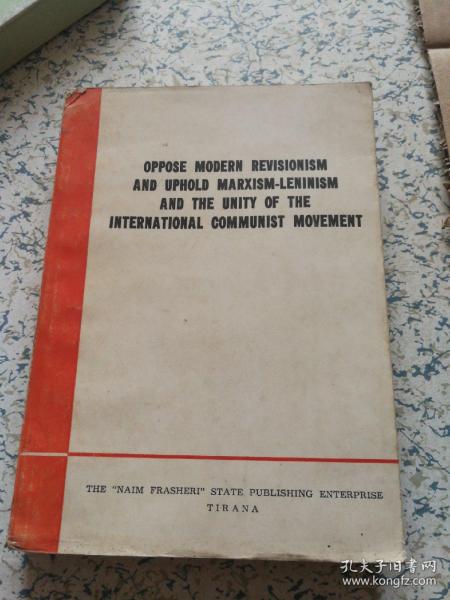 OPPOSE MODERN REVISIONISM
AND UPHOLD MARXISM-LENINISM
AND THE UNITY OF THE
INTERNATIONAL COMMUNIST MOVEMENT
THE "NAIM FRASHERI" STATE PUBLISHING ENTERPRISE
TIRANA
孔夫子旧书网
www.kongfz.com